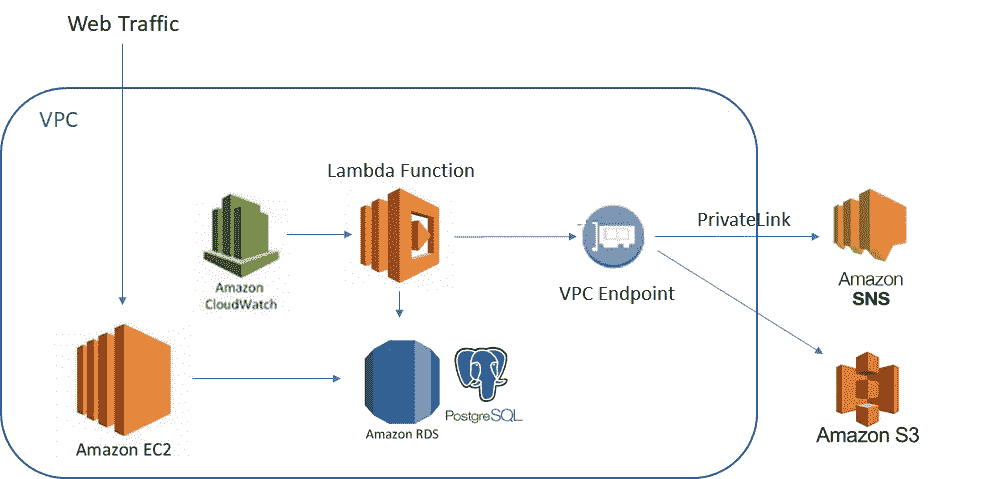 Web Traffic
VPC
Lambda Function
Amazon
CloudWatch
PrivateLink
VPC Endpoint
Amazon
SNS
Amazon EC2
Amazon RDS
PostgreSQL
Amazon S3